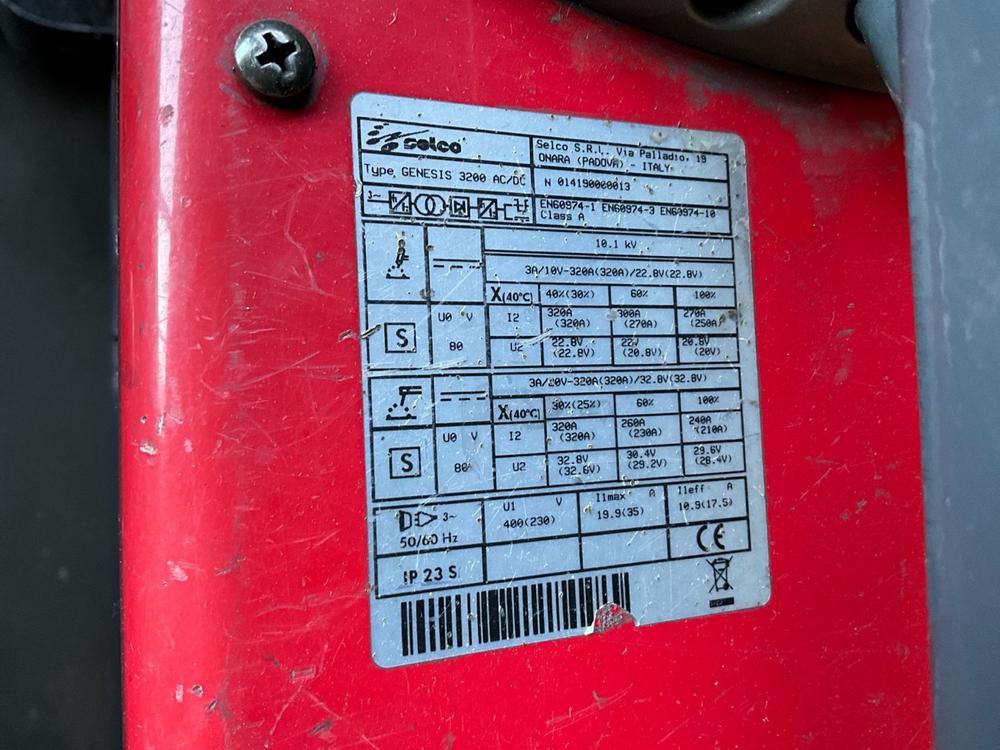 selco
Selco S.R.L. Via Palladio, 19
ONARA (PADOVA) - ITALY
Type GENESIS 3200 AC/DC
N 014190000013
3~
EN60974-1 EN60974-3 EN60974-10
Class A
10.1 kV
3A/10V-320A(320A)/22.8V(22.8V)
X(40°C) 40%(30%) 60% 100%
U0 V
I2 320A (320A) 300A (270A) 270A (250A)
S
80
U2 22.8V (22.8V) 22V (20.8V) 20.8V (20V)
3A/20V-320A(320A)/32.8V(32.8V)
X(40°C) 30%(25%) 60% 100%
U0 V
I2 320A (320A) 260A (230A) 240A (210A)
S
80
U2 32.8V (32.8V) 30.4V (29.2V) 29.6V (28.4V)
3~
50/60 Hz
U1 V
400(230)
I1max A
19.9(35)
I1eff A
10.9(17.5)
CE
IP 23 S